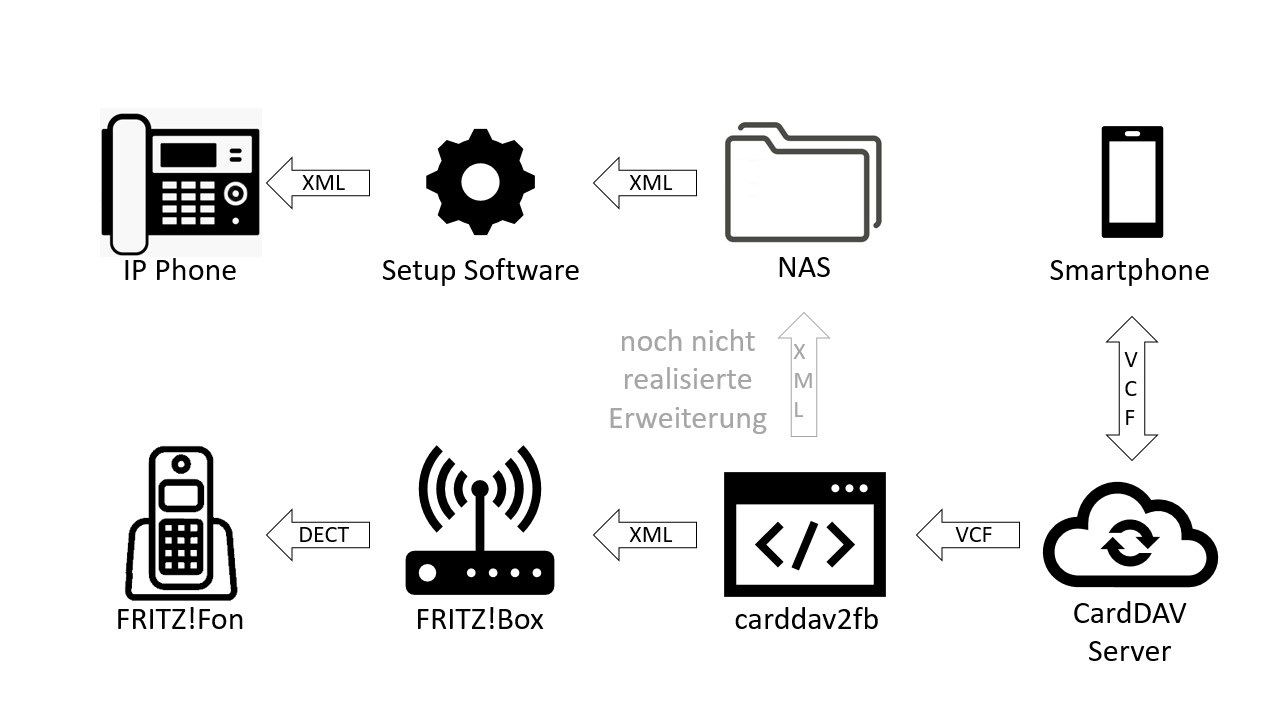 XML
XML
IP Phone
Setup Software
NAS
Smartphone
noch nicht
realisierte
Erweiterung
X
M
L
V
C
F
DECT
XML
VCF
FRITZ!Fon
FRITZ!Box
carddav2fb
CardDAV
Server